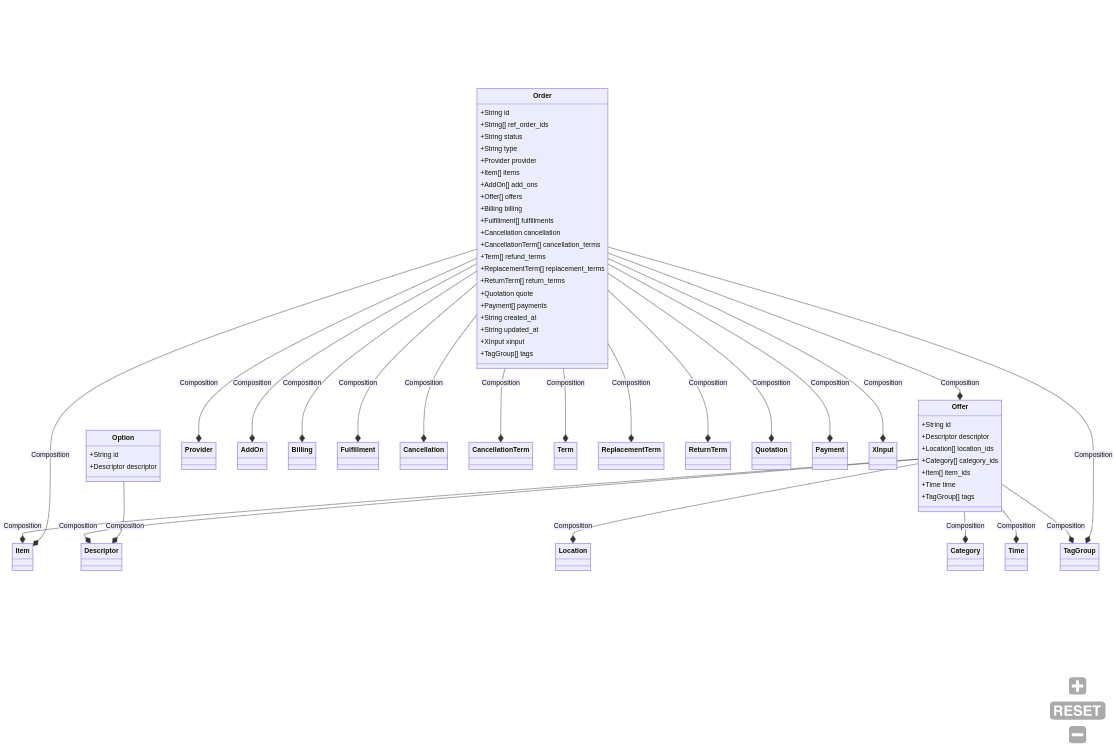 Order
+String id
+String[] ref_order_ids
+String status
+String type
+Provider provider
+Item[] items
+AddOn[] add_ons
+Offer[] offers
+Billing billing
+Fulfillment[] fulfillments
+Cancellation cancellation
+CancellationTerm[] cancellation_terms
+Term[] refund_terms
+ReplacementTerm[] replacement_terms
+ReturnTerm[] return_terms
+Quotation quote
+Payment[] payments
+String created_at
+String updated_at
+XInput xinput
+TagGroup[] tags
Composition Composition Composition Composition Composition Composition Composition Composition Composition Composition Composition Composition Composition
Offer
+String id
+Descriptor descriptor
+Location[] location_ids
+Category[] category_ids
+Item[] item_ids
+Time time
+TagGroup[] tags
Option
+String id
+Descriptor descriptor
Provider
AddOn
Billing
Fulfillment
Cancellation
CancellationTerm
Term
ReplacementTerm
ReturnTerm
Quotation
Payment
XInput
Composition
Composition
Composition Composition Composition Composition Composition Composition Composition
Item
Descriptor
Location
Category
Time
TagGroup
RESET